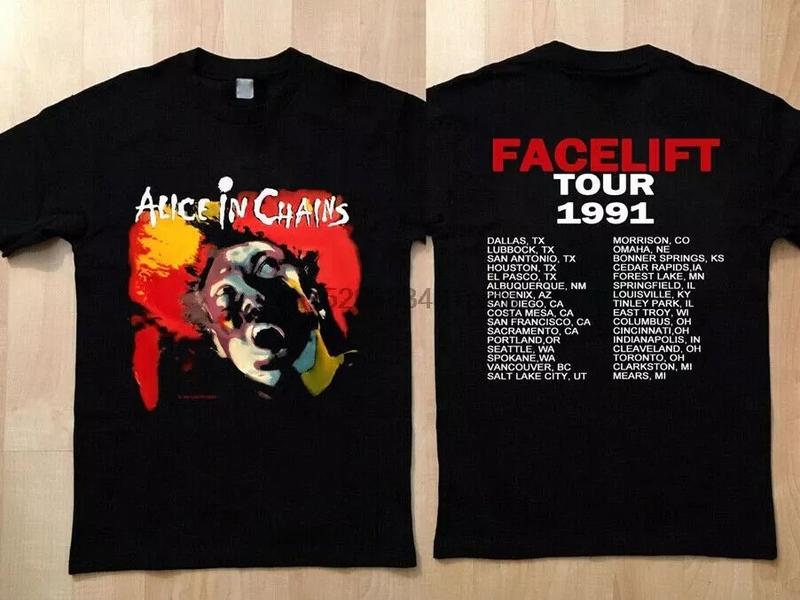 ALICE IN CHAINS
FACELIFT
TOUR
1991
DALLAS, TX
LUBBOCK, TX
SAN ANTONIO, TX
HOUSTON, TX
EL PASCO, TX
ALBUQUERQUE, NM
PHOENIX, AZ
SAN DIEGO, CA
COSTA MESA, CA
SAN FRANCISCO, CA
SACRAMENTO, CA
PORTLAND,OR
SEATTLE, WA
SPOKANE,WA
VANCOUVER, BC
SALT LAKE CITY, UT
MORRISON, CO
OMAHA, NE
BONNER SPRINGS, KS
CEDAR RAPIDS,IA
FOREST LAKE, MN
SPRINGFIELD, IL
LOUISVILLE, KY
TINLEY PARK, IL
EAST TROY, WI
COLUMBUS, OH
CINCINNATI,OH
INDIANAPOLIS, IN
CLEAVELAND, OH
TORONTO, OH
CLARKSTON, MI
MEARS, MI